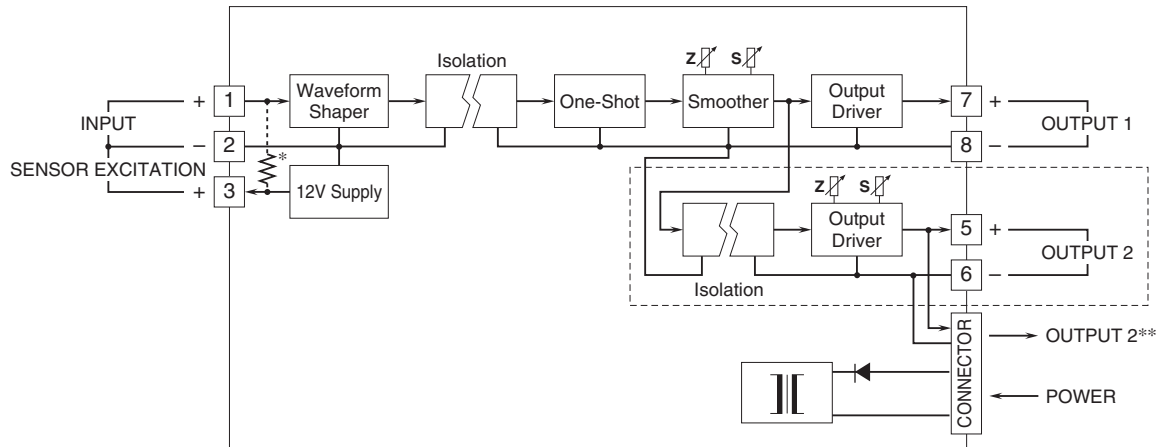 Isolation
Z S
+ 1 Waveform Shaper One-Shot Smoother Output Driver 7 +
INPUT OUTPUT 1
− 2 8 −
SENSOR EXCITATION *
+ 3 12V Supply
Z S
Output Driver 5 +
OUTPUT 2
6 −
Isolation
CONNECTOR
OUTPUT 2**
POWER